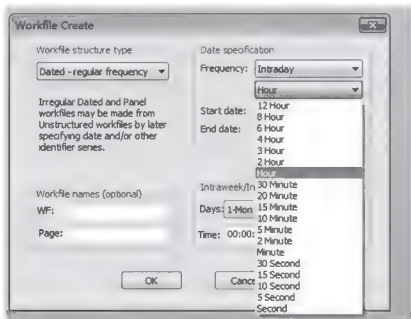 Workfile Create
Workfile structure type
Dated - regular frequency
Irregular Dated and Panel
workfiles may be made from
Unstructured workfiles by later
specifying date and/or other
identifier series.
Workfile names (optional)
WF:
Page:
OK
Date specification
Frequency: Intraday
Hour
Start date:
End date:
12 Hour
8 Hour
6 Hour
4 Hour
3 Hour
2 Hour
Hour
30 Minute
20 Minute
15 Minute
10 Minute
5 Minute
2 Minute
Minute
30 Second
15 Second
10 Second
5 Second
Second
Days: 1-Mon
Time: 00:00: